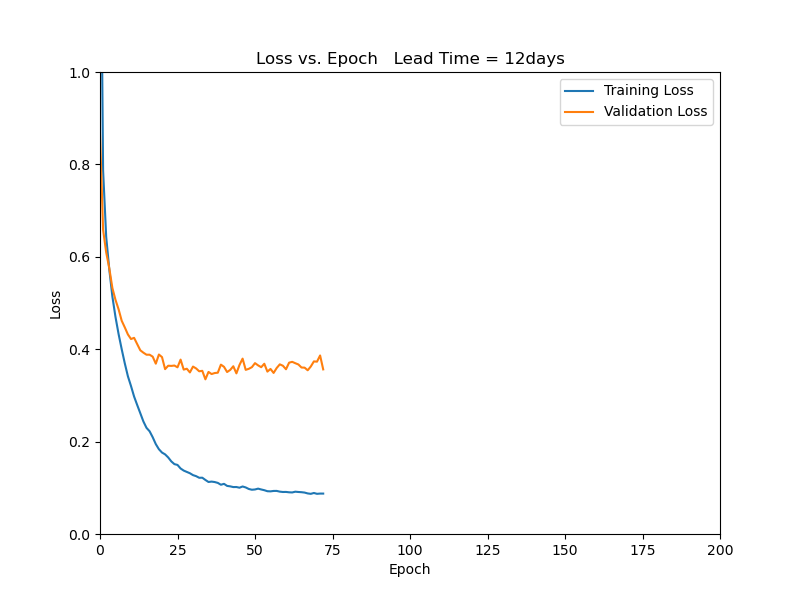 Loss vs. Epoch   Lead Time = 12days
Training Loss
Validation Loss
Loss
1.0
0.8
0.6
0.4
0.2
0.0
0 25 50 75 100 125 150 175 200
Epoch